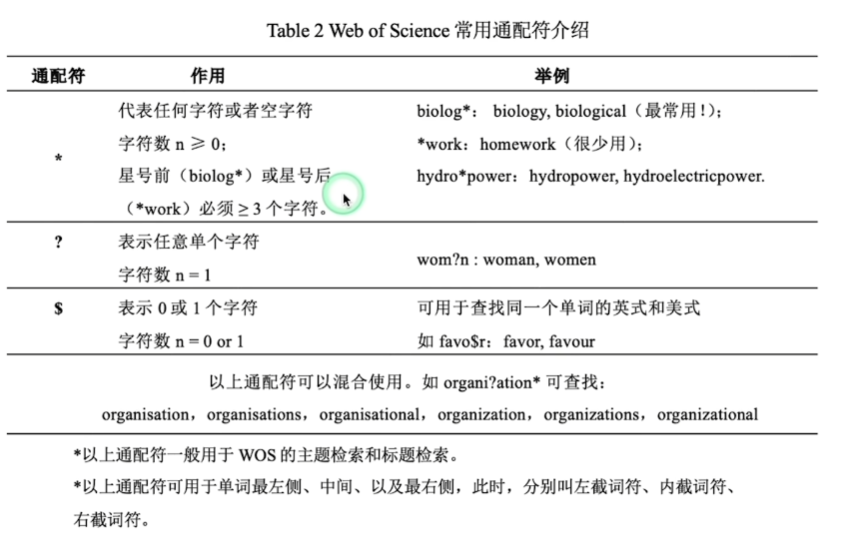 Table 2 Web of Science 常用通配符介绍
通配符 作用 举例
代表任何字符或者空字符 biolog*： biology, biological（最常用！）；
字符数 n ≥ 0； *work：homework（很少用）；
*
星号前（biolog*）或星号后 hydro*power：hydropower, hydroelectricpower.
（*work）必须 ≥ 3 个字符。
? 表示任意单个字符
wom?n : woman, women
字符数 n = 1
$ 表示 0 或 1 个字符 可用于查找同一个单词的英式和美式
字符数 n = 0 or 1 如 favo$r：favor, favour
以上通配符可以混合使用。如 organi?ation* 可查找：
organisation，organisations，organisational，organization，organizations，organizational
*以上通配符一般用于 WOS 的主题检索和标题检索。
*以上通配符可用于单词最左侧、中间、以及最右侧，此时，分别叫左截词符、内截词符、
右截词符。